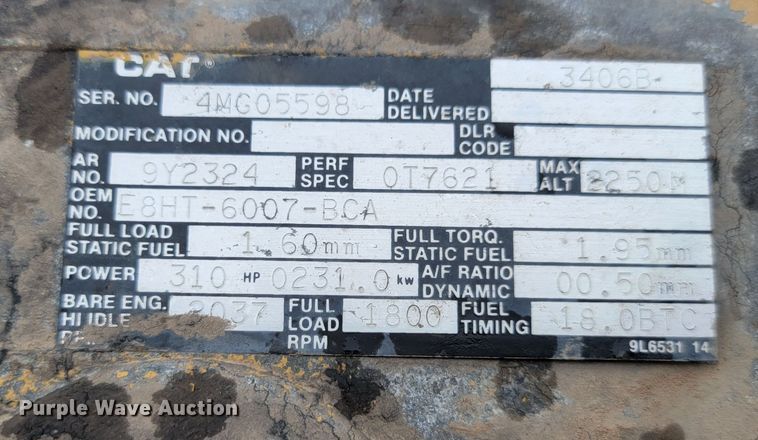 CAT® 3406B
SER. NO. 4MG05598 DATE DELIVERED
MODIFICATION NO. DLR CODE
AR NO. 9Y2324 PERF SPEC 0T7621 MAX ALT 2250M
OEM NO. E8HT-6007-BCA
FULL LOAD STATIC FUEL 1.60mm FULL TORQ. STATIC FUEL 1.95mm
POWER 310 HP 0231.0 kw A/F RATIO DYNAMIC 00.50mm
BARE ENG. HI IDLE 2037 FULL LOAD RPM 1800 FUEL TIMING 18.0BTC
9L6531 14
Purple Wave Auction